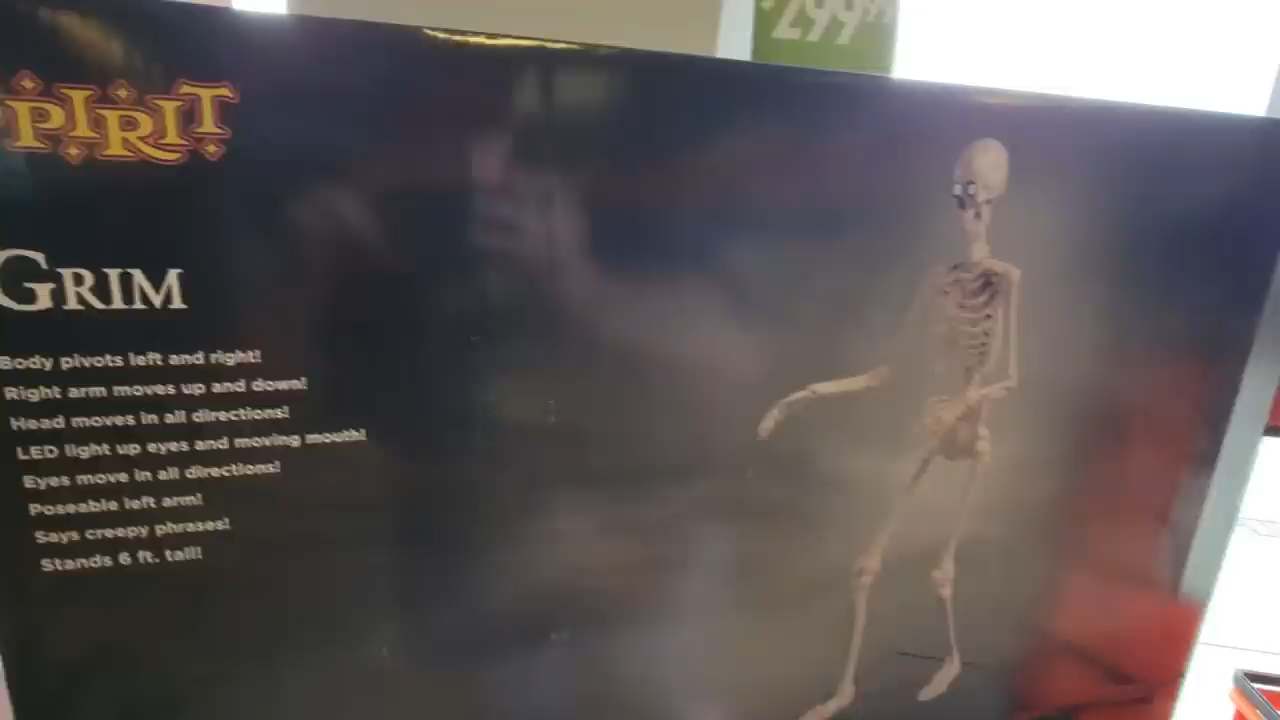 $299.99
PIRIT
GRIM
Body pivots left and right!
Right arm moves up and down!
Head moves in all directions!
LED light up eyes and moving mouth!
Eyes move in all directions!
Poseable left arm!
Says creepy phrases!
Stands 6 ft. tall!